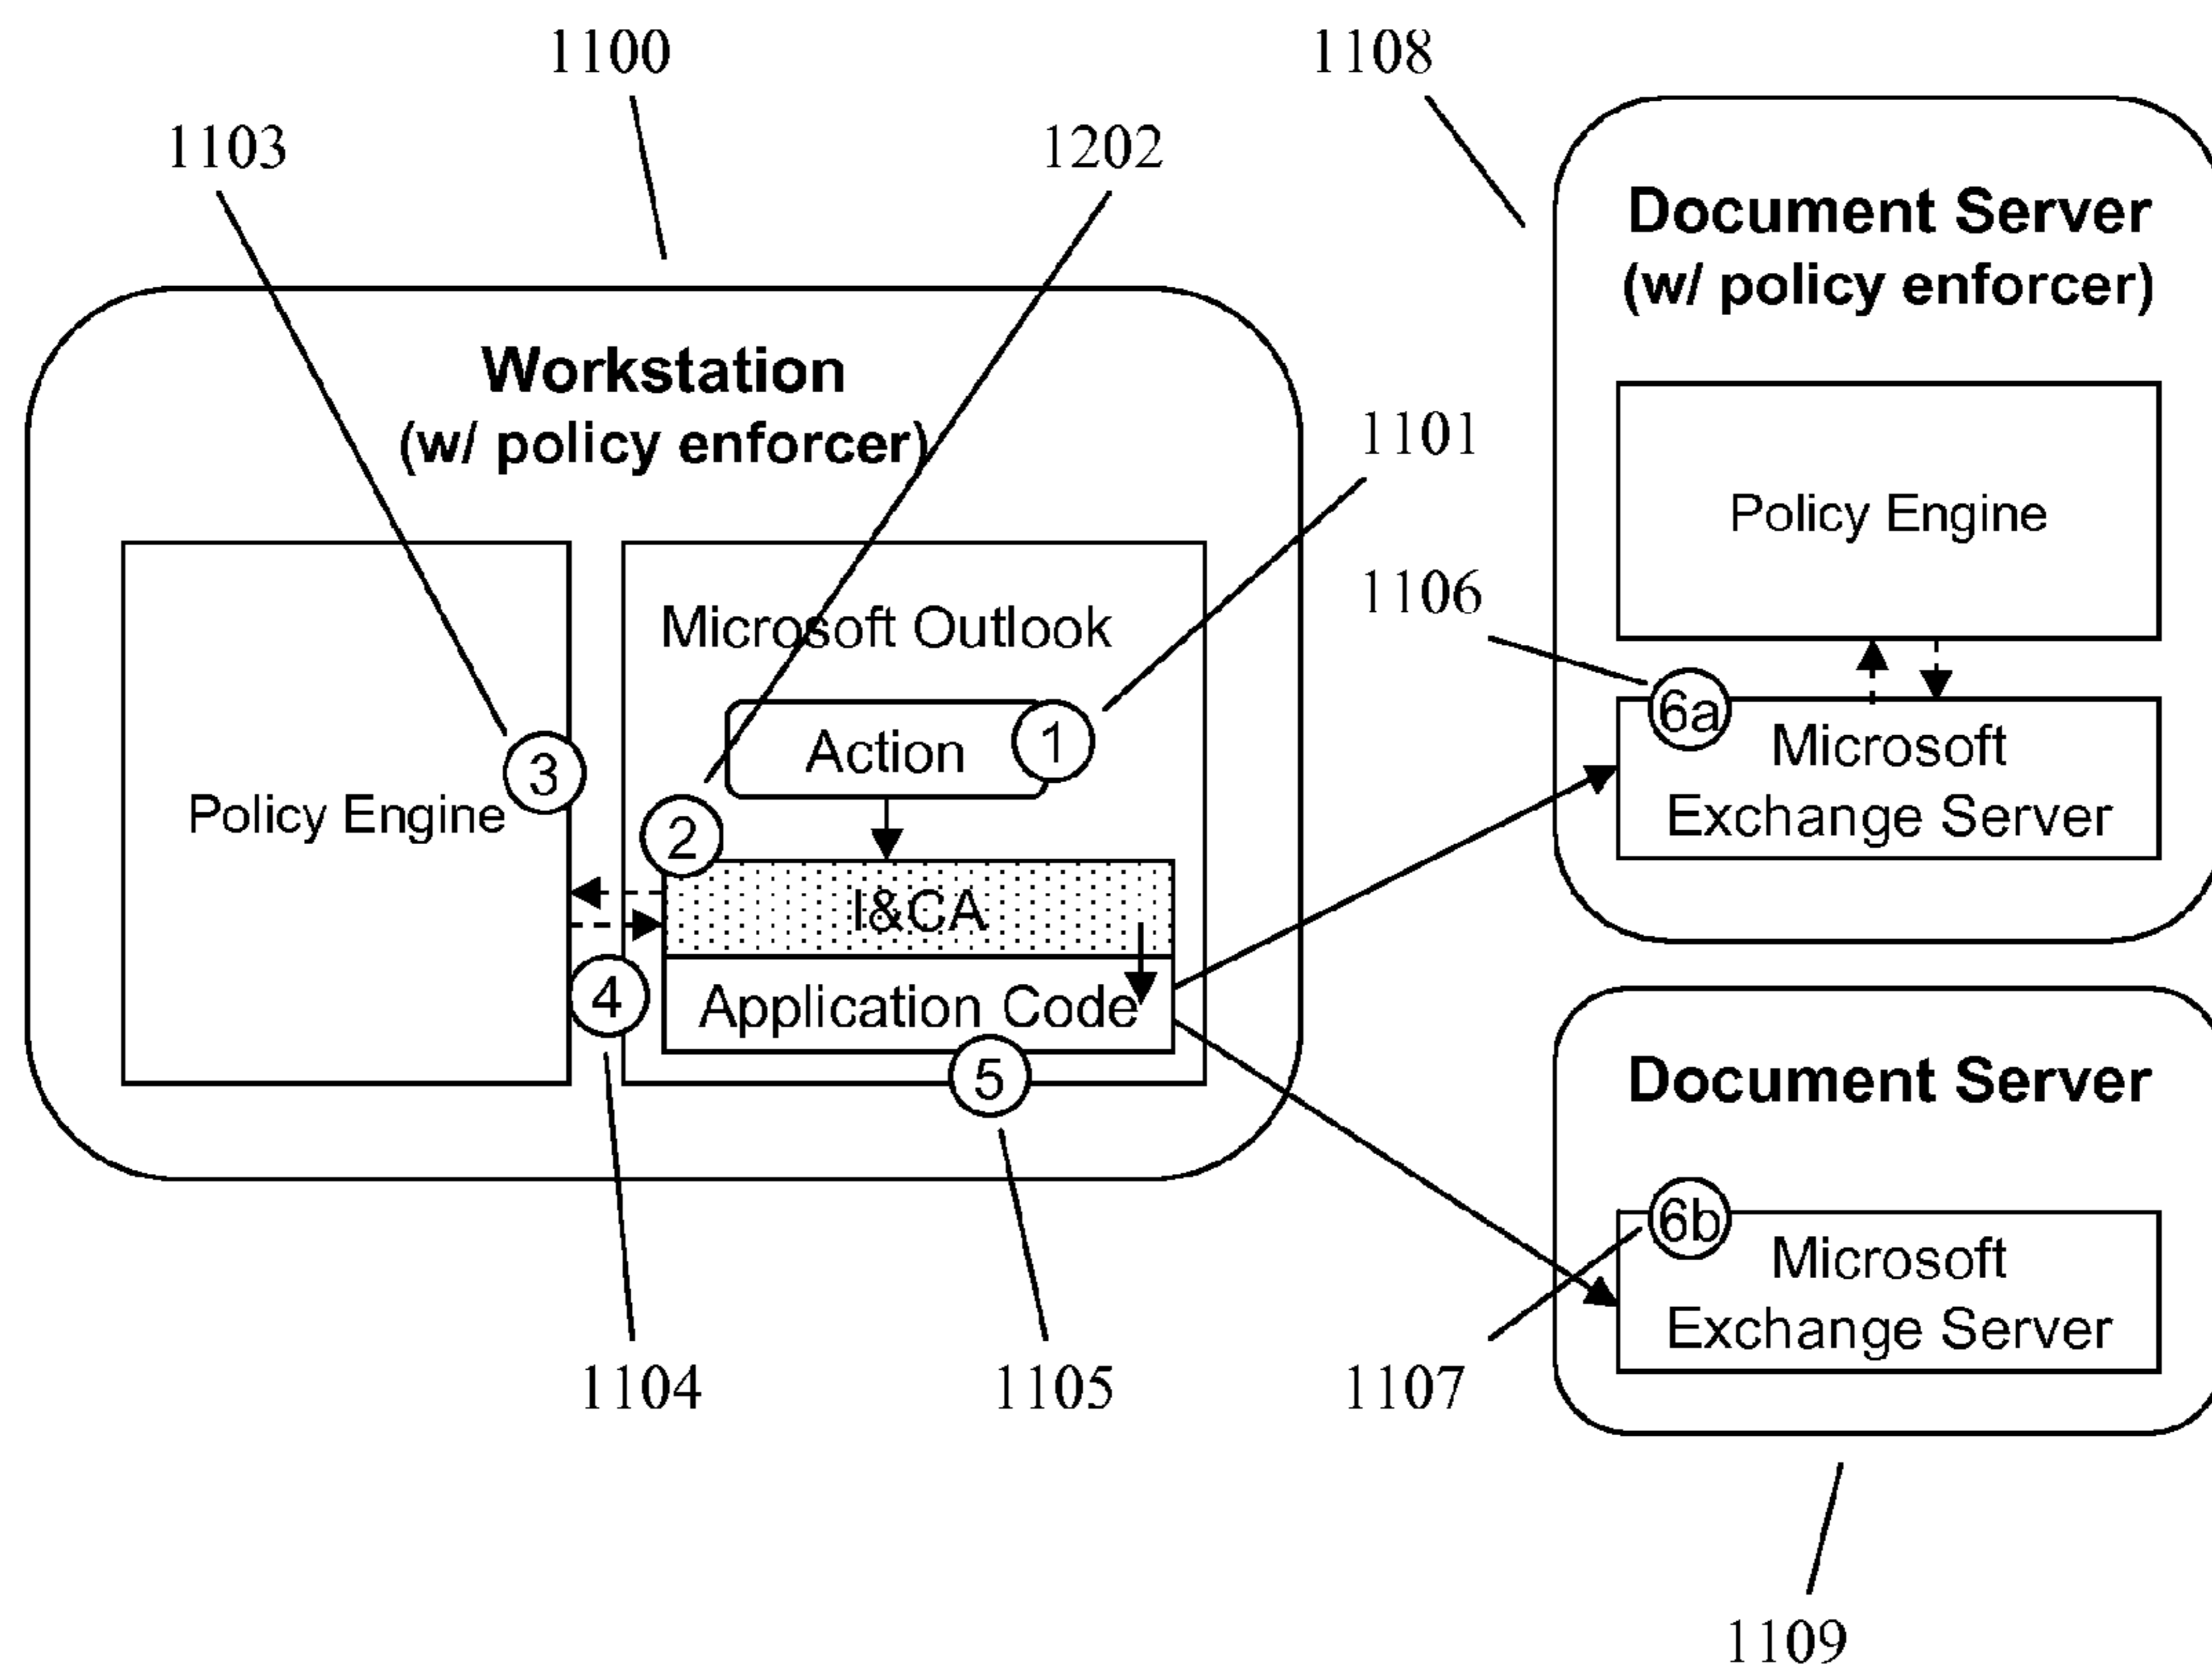 1100
1108
1103
1202
Document Server
(w/ policy enforcer)
Workstation
(w/ policy enforcer)
1101
Policy Engine
1106
Microsoft Outlook
6a
Action
1
Microsoft
Exchange Server
3
Policy Engine
2
I&CA
4
Application Code
5
Document Server
6b
Microsoft
Exchange Server
1104
1105
1107
1109